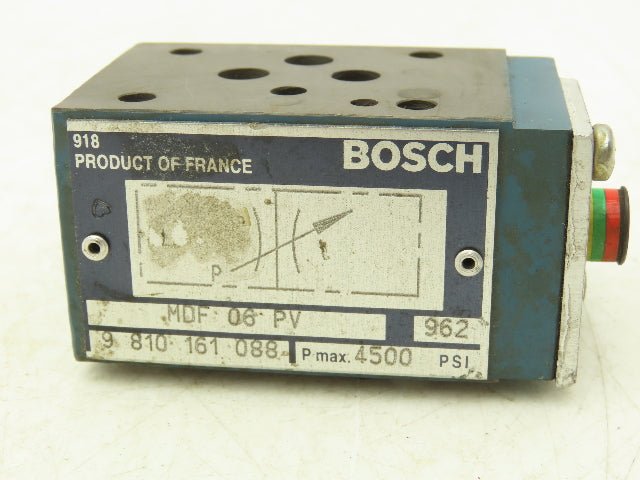 918
PRODUCT OF FRANCE
BOSCH
P
MDF 06 PV
962
9 810 161 088
P max. 4500 PSI